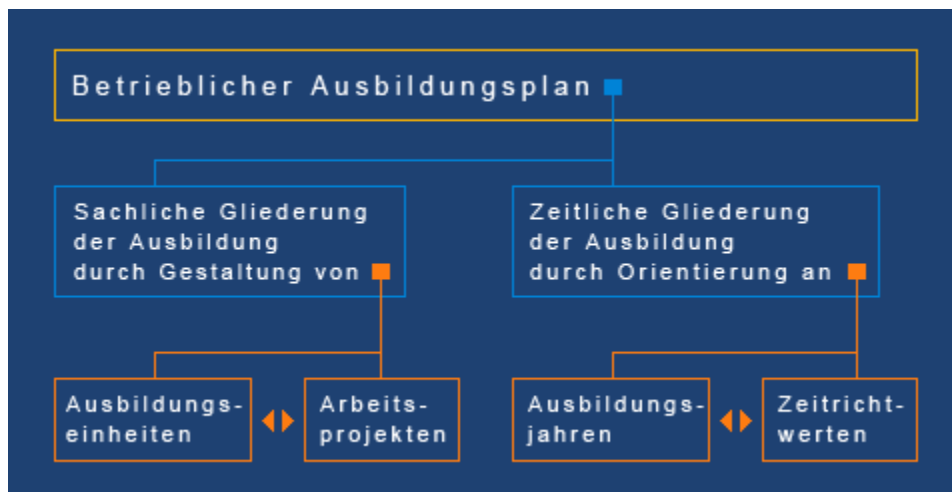 Betrieblicher Ausbildungsplan
Sachliche Gliederung
der Ausbildung
durch Gestaltung von
Zeitliche Gliederung
der Ausbildung
durch Orientierung an
Ausbildungs-
einheiten
Arbeits-
projekten
Ausbildungs-
jahren
Zeitricht-
werten